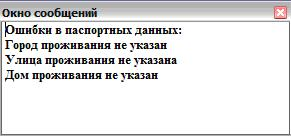 Окно сообщений
Ошибки в паспортных данных:
Город проживания не указан
Улица проживания не указана
Дом проживания не указан